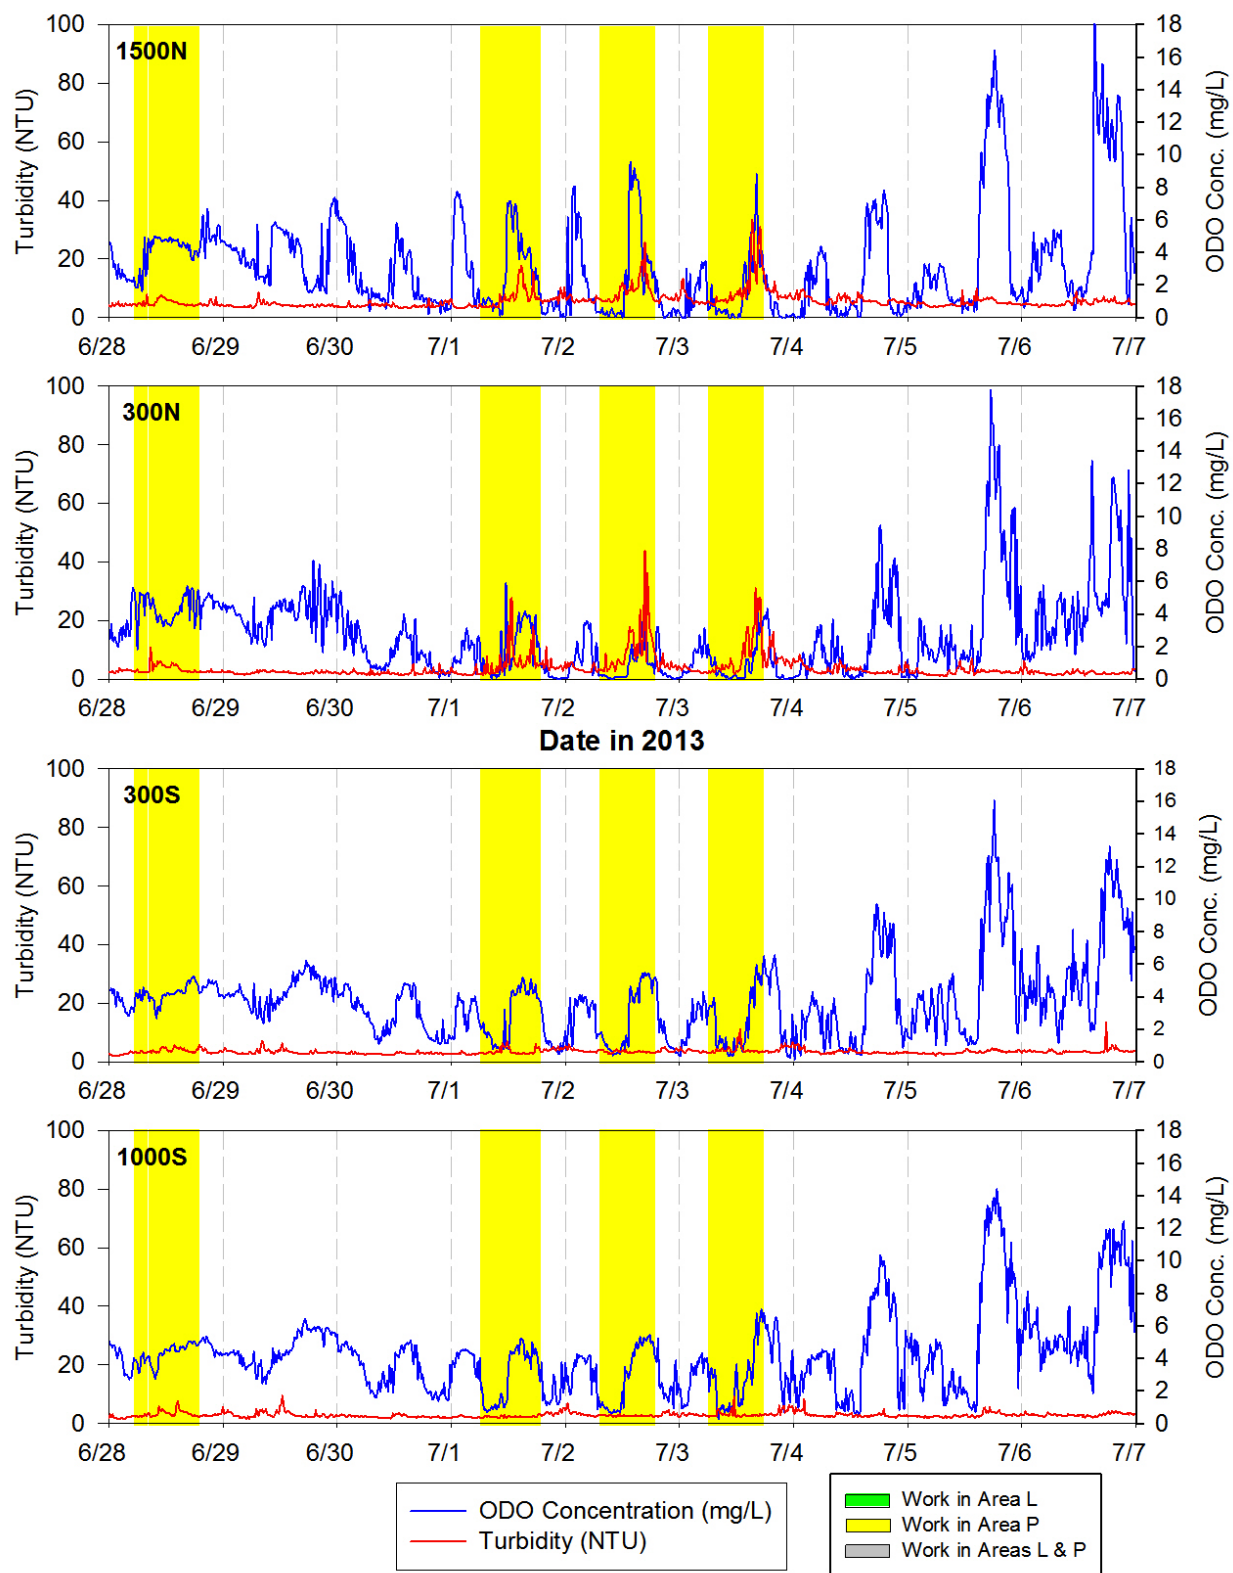 1500N
Turbidity (NTU)
100
80
60
40
20
0
18
16
14
12
10
8
6
4
2
0
ODO Conc. (mg/L)
6/28 6/29 6/30 7/1 7/2 7/3 7/4 7/5 7/6 7/7
300N
Turbidity (NTU)
100
80
60
40
20
0
18
16
14
12
10
8
6
4
2
0
ODO Conc. (mg/L)
6/28 6/29 6/30 7/1 7/2 7/3 7/4 7/5 7/6 7/7
Date in 2013
300S
Turbidity (NTU)
100
80
60
40
20
0
18
16
14
12
10
8
6
4
2
0
ODO Conc. (mg/L)
6/28 6/29 6/30 7/1 7/2 7/3 7/4 7/5 7/6 7/7
1000S
Turbidity (NTU)
100
80
60
40
20
0
18
16
14
12
10
8
6
4
2
0
ODO Conc. (mg/L)
6/28 6/29 6/30 7/1 7/2 7/3 7/4 7/5 7/6 7/7
ODO Concentration (mg/L)
Turbidity (NTU)
Work in Area L
Work in Area P
Work in Areas L & P